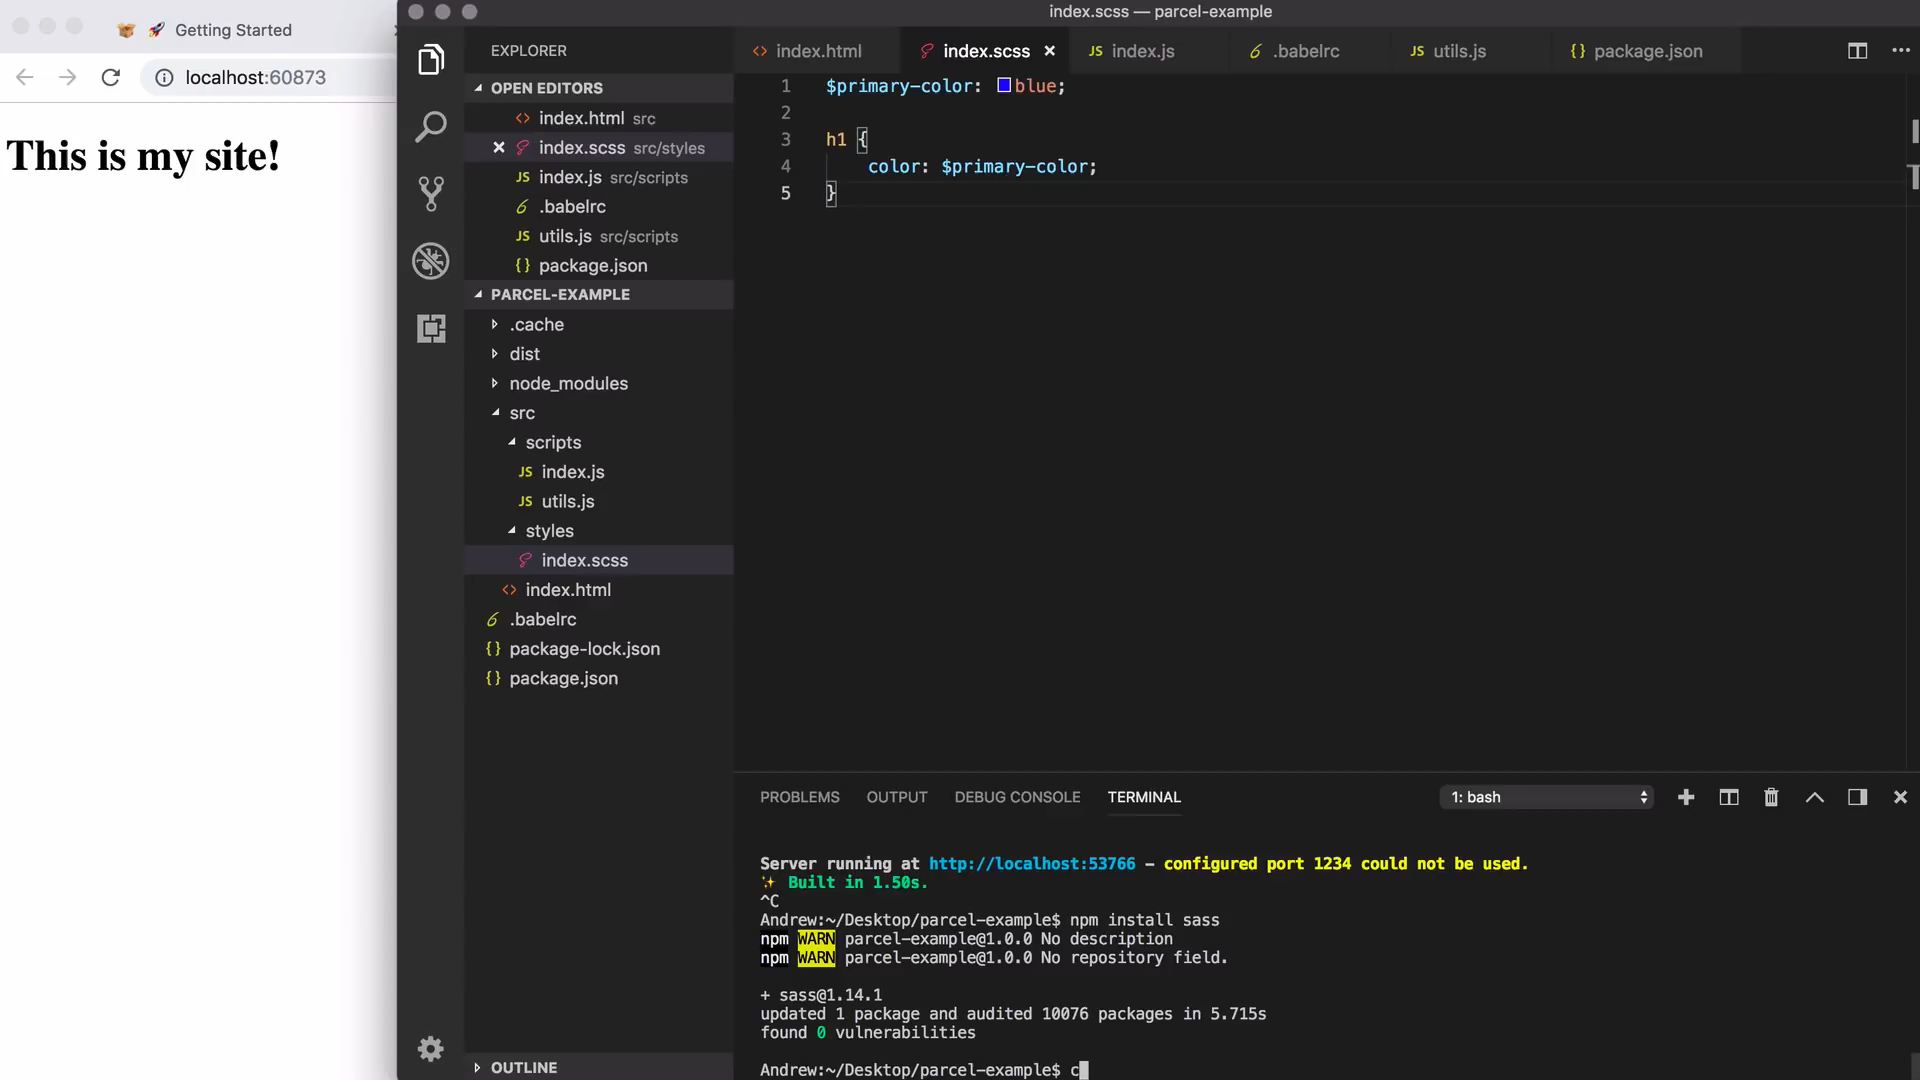 index.scss — parcel-example
Getting Started
localhost:60873
This is my site!
EXPLORER
OPEN EDITORS
index.html src
index.scss src/styles
JS index.js src/scripts
.babelrc
JS utils.js src/scripts
{} package.json
PARCEL-EXAMPLE
.cache
dist
node_modules
src
scripts
JS index.js
JS utils.js
styles
index.scss
<> index.html
.babelrc
{} package-lock.json
{} package.json
OUTLINE
<> index.html
index.scss
JS index.js
.babelrc
JS utils.js
{} package.json
1 $primary-color: blue;
2
3 h1 {
4 color: $primary-color;
5 }
PROBLEMS OUTPUT DEBUG CONSOLE TERMINAL 1: bash
Server running at http://localhost:53766 – configured port 1234 could not be used.
✨ Built in 1.50s.
^C
Andrew:~/Desktop/parcel-example$ npm install sass
npm WARN parcel-example@1.0.0 No description
npm WARN parcel-example@1.0.0 No repository field.
+ sass@1.14.1
updated 1 package and audited 10076 packages in 5.715s
found 0 vulnerabilities
Andrew:~/Desktop/parcel-example$ c